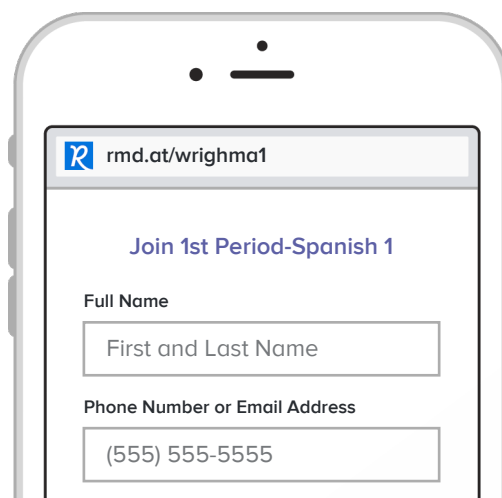 rmd.at/wrighma1
Join 1st Period-Spanish 1
Full Name
First and Last Name
Phone Number or Email Address
(555) 555-5555